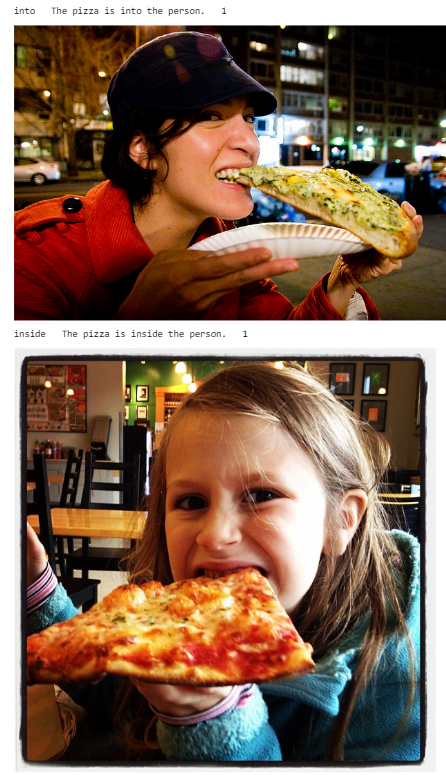 into   The pizza is into the person.   1
inside   The pizza is inside the person.   1